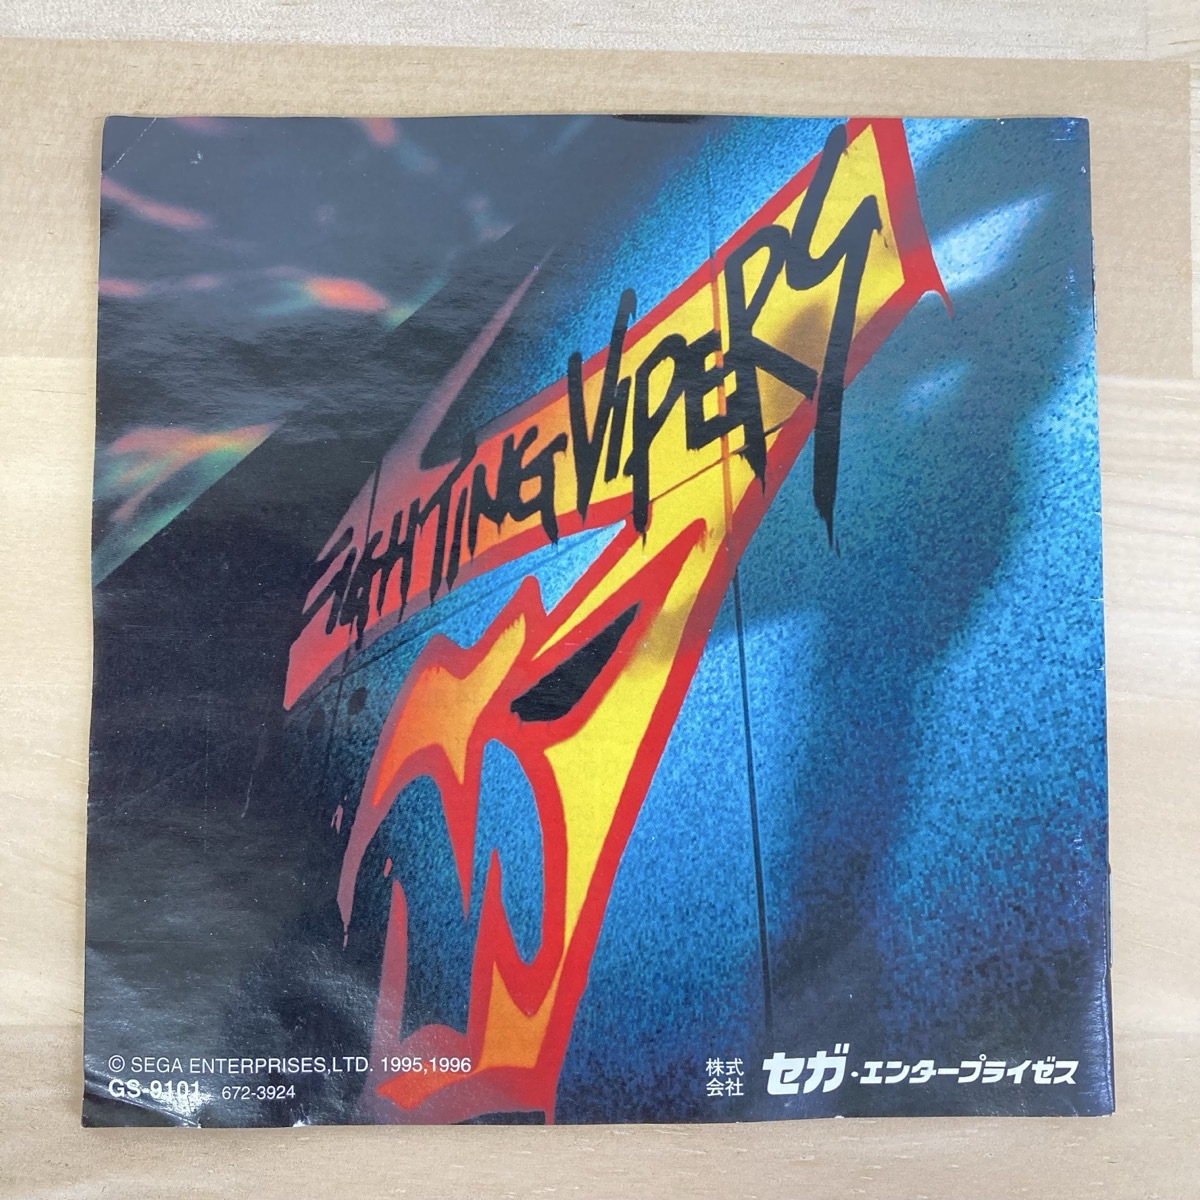 FIGHTING VIPERS
© SEGA ENTERPRISES,LTD. 1995,1996
GS-9101 672-3924
株式会社 セガ・エンタープライゼス